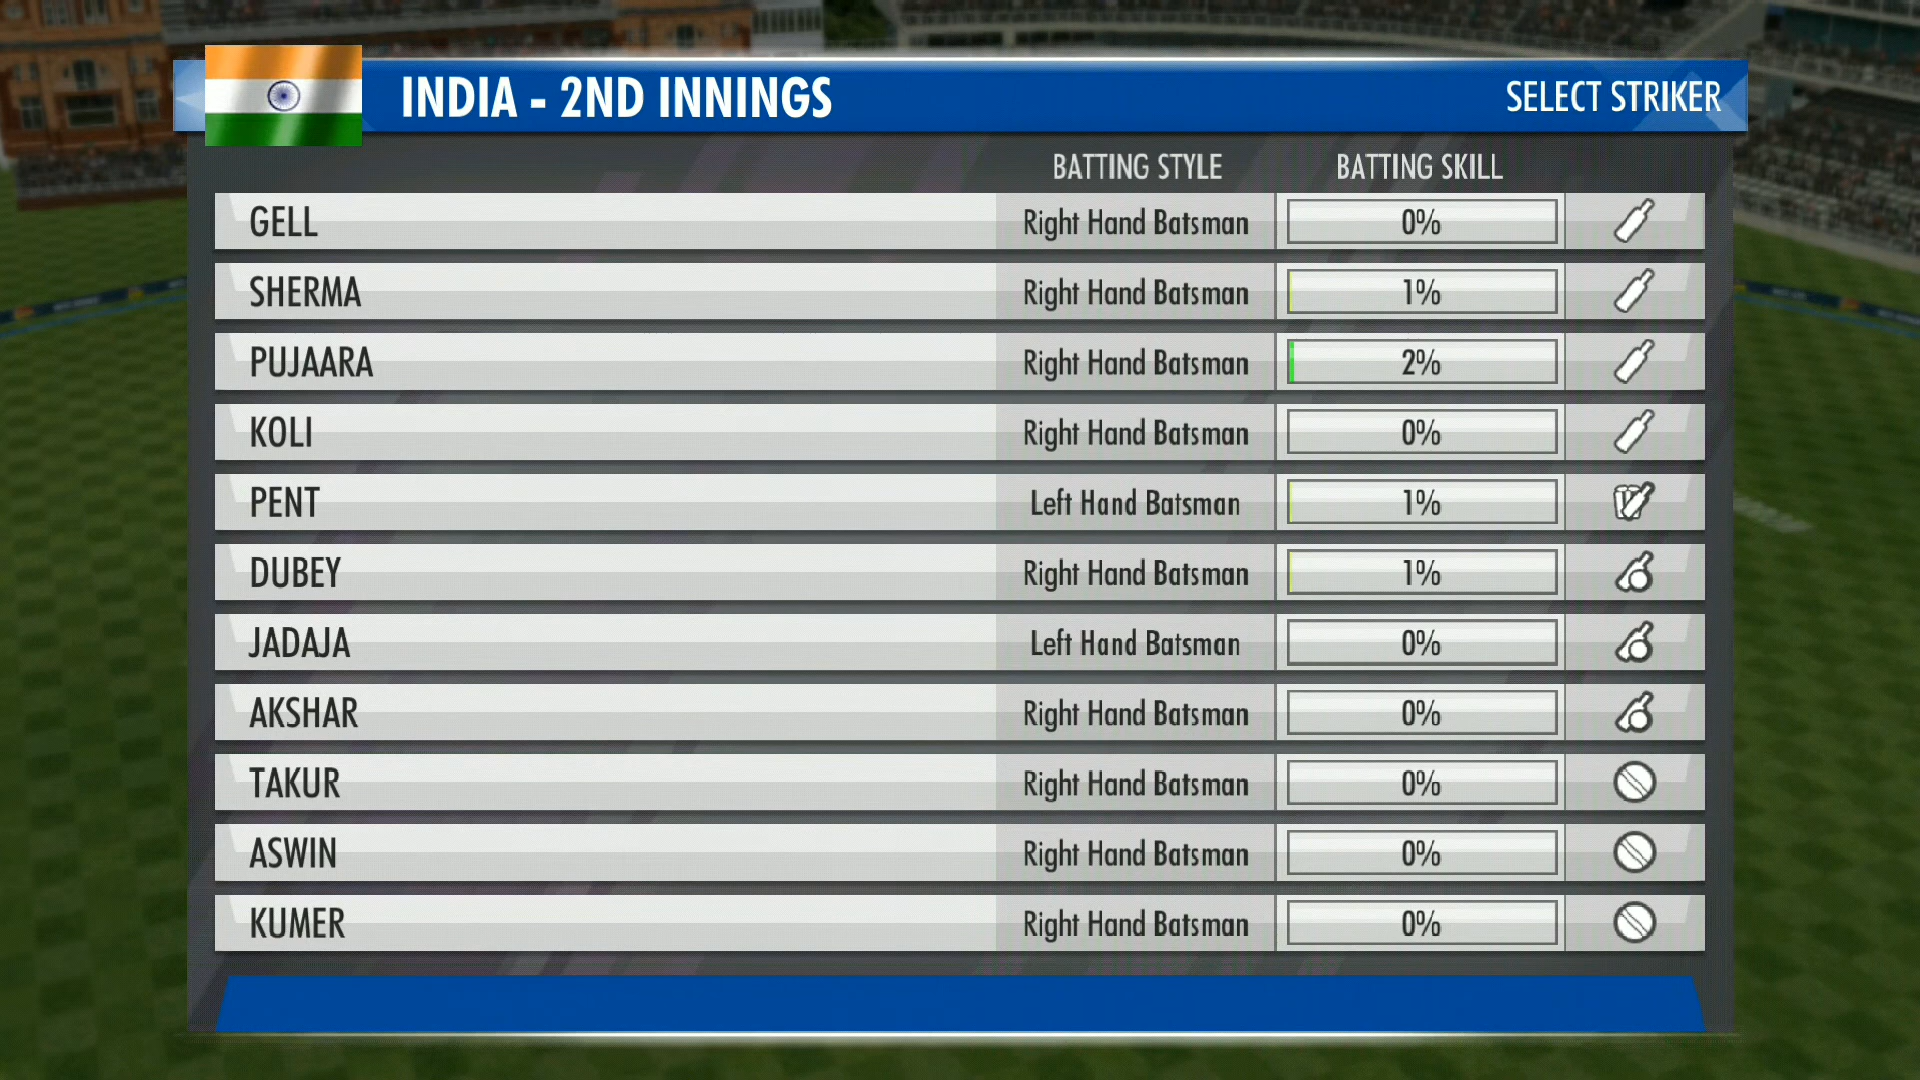 INDIA - 2ND INNINGS SELECT STRIKER
BATTING STYLE BATTING SKILL
GELL Right Hand Batsman 0%
SHERMA Right Hand Batsman 1%
PUJAARA Right Hand Batsman 2%
KOLI Right Hand Batsman 0%
PENT Left Hand Batsman 1%
DUBEY Right Hand Batsman 1%
JADAJA Left Hand Batsman 0%
AKSHAR Right Hand Batsman 0%
TAKUR Right Hand Batsman 0%
ASWIN Right Hand Batsman 0%
KUMER Right Hand Batsman 0%